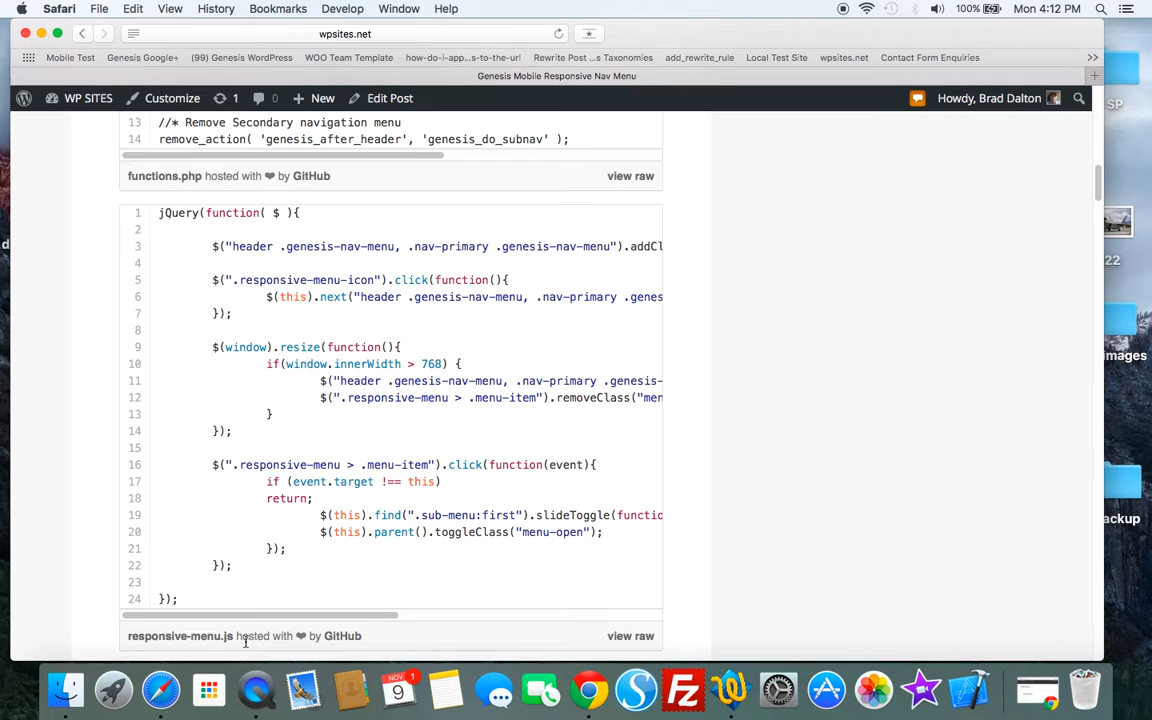 Safari File Edit View History Bookmarks Develop Window Help 100% Mon 4:12 PM
wpsites.net
Mobile Test Genesis Google+ (99) Genesis WordPress WOO Team Template how-do-i-app...s-to-the-url Rewrite Post ...s Taxonomies add_rewrite_rule Local Test Site wpsites.net Contact Form Enquiries
Genesis Mobile Responsive Nav Menu
WP SITES Customize 1 0 New Edit Post Howdy, Brad Dalton
SP
13 //* Remove Secondary navigation menu
14 remove_action( 'genesis_after_header', 'genesis_do_subnav' );
functions.php hosted with ❤ by GitHub view raw
1 jQuery(function( $ ){
2
3 $("header .genesis-nav-menu, .nav-primary .genesis-nav-menu").addCl
4
5 $(".responsive-menu-icon").click(function(){
6 $(this).next("header .genesis-nav-menu, .nav-primary .genes
7 });
8
9 $(window).resize(function(){
10 if(window.innerWidth > 768) {
11 $("header .genesis-nav-menu, .nav-primary .genesis-
12 $(".responsive-menu > .menu-item").removeClass("men
13 }
14 });
15
16 $(".responsive-menu > .menu-item").click(function(event){
17 if (event.target !== this)
18 return;
19 $(this).find(".sub-menu:first").slideToggle(functio
20 $(this).parent().toggleClass("menu-open");
21 });
22 });
23
24 });
responsive-menu.js hosted with ❤ by GitHub view raw
22
images
ackup
NOV 1
9